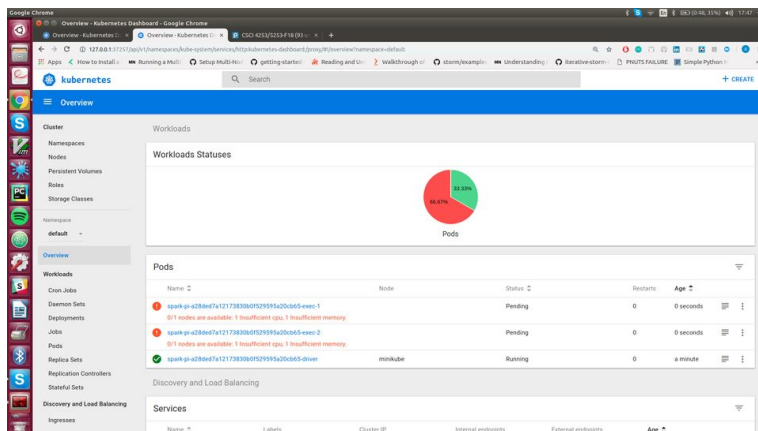 Google Chrome
(0:48, 35%)
17:47
Overview - Kubernetes Dashboard - Google Chrome
Overview - Kubernetes Da
Overview - Kubernetes Da
CSCI 4253/5253-F18 (93 u
127.0.0.1:37257/api/v1/namespaces/kube-system/services/http:kubernetes-dashboard:/proxy/#!/overview?namespace=default
Apps
How to Install a
Running a Multi
Setup Multi-Nod
getting-started
Reading and Un
Walkthrough of
storm/examples
Understanding
iterative-storm
PNUTS FAILURE
Simple Python
kubernetes
Search
+ CREATE
Overview
Cluster
Namespaces
Nodes
Persistent Volumes
Roles
Storage Classes
Namespace
default
Overview
Workloads
Cron Jobs
Daemon Sets
Deployments
Jobs
Pods
Replica Sets
Replication Controllers
Stateful Sets
Discovery and Load Balancing
Ingresses
Workloads
Workloads Statuses
33.33%
66.67%
Pods
Pods
Name Node Status Restarts Age
spark-pi-a28ded7a12173830b0f529595a20cb65-exec-1 Pending 0 0 seconds
0/1 nodes are available: 1 Insufficient cpu, 1 Insufficient memory.
spark-pi-a28ded7a12173830b0f529595a20cb65-exec-2 Pending 0 0 seconds
0/1 nodes are available: 1 Insufficient cpu, 1 Insufficient memory.
spark-pi-a28ded7a12173830b0f529595a20cb65-driver minikube Running 0 a minute
Discovery and Load Balancing
Services
Name Labels Cluster IP Internal endpoints External endpoints Age